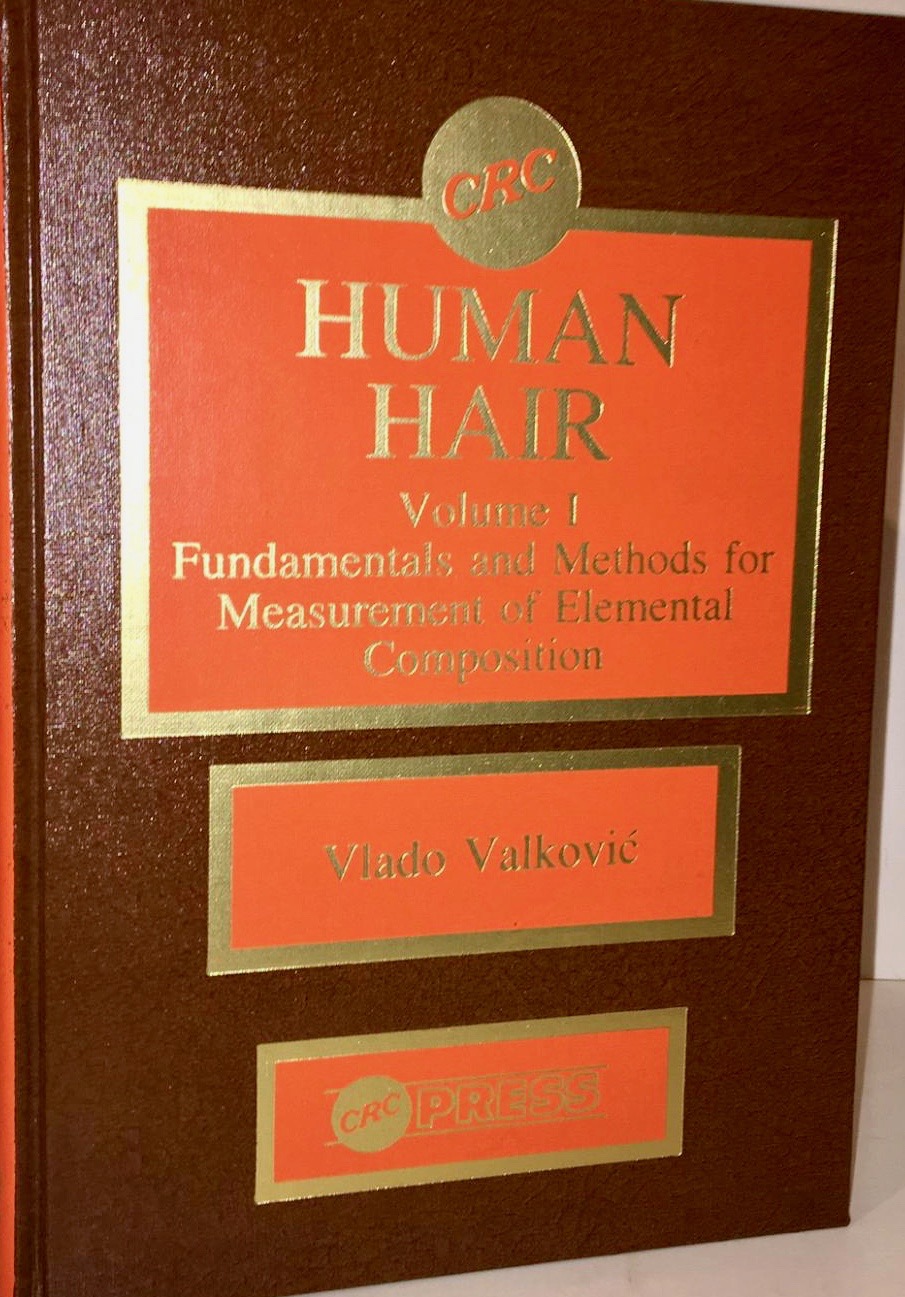 CRC
HUMAN
HAIR
Volume I
Fundamentals and Methods for
Measurement of Elemental
Composition
Vlado Valković
CRC PRESS